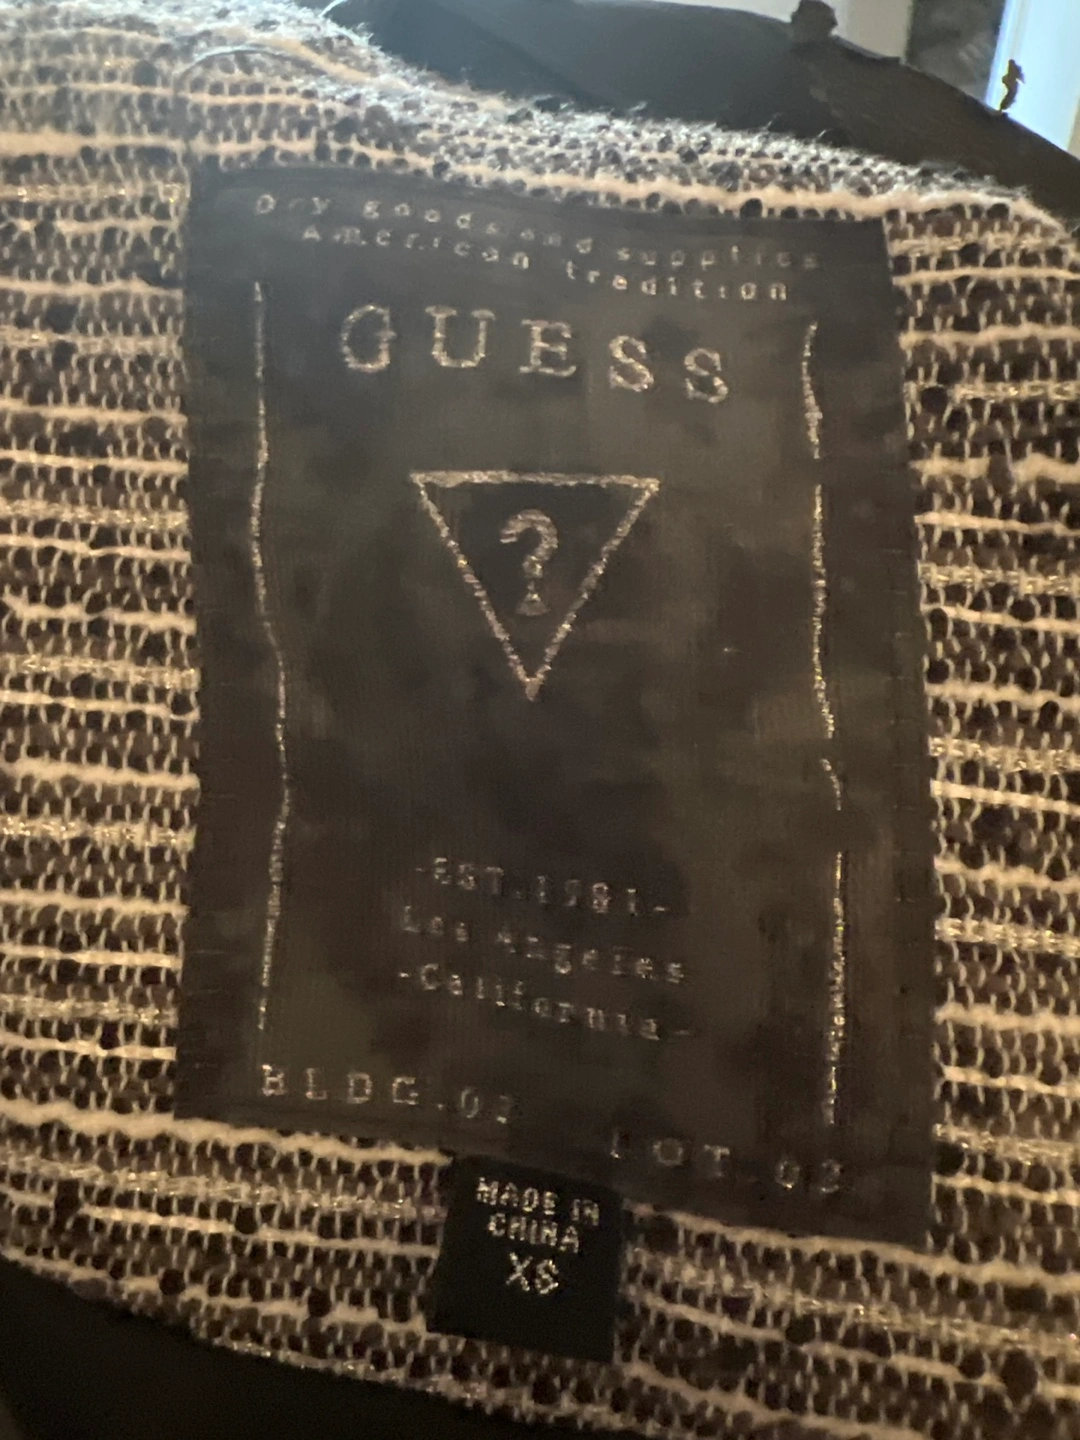 Dry goods and supplies
American tradition
GUESS
?
-EST.1981-
Los Angeles
-California-
BLDG.02
LOT.02
MADE IN
CHINA
XS